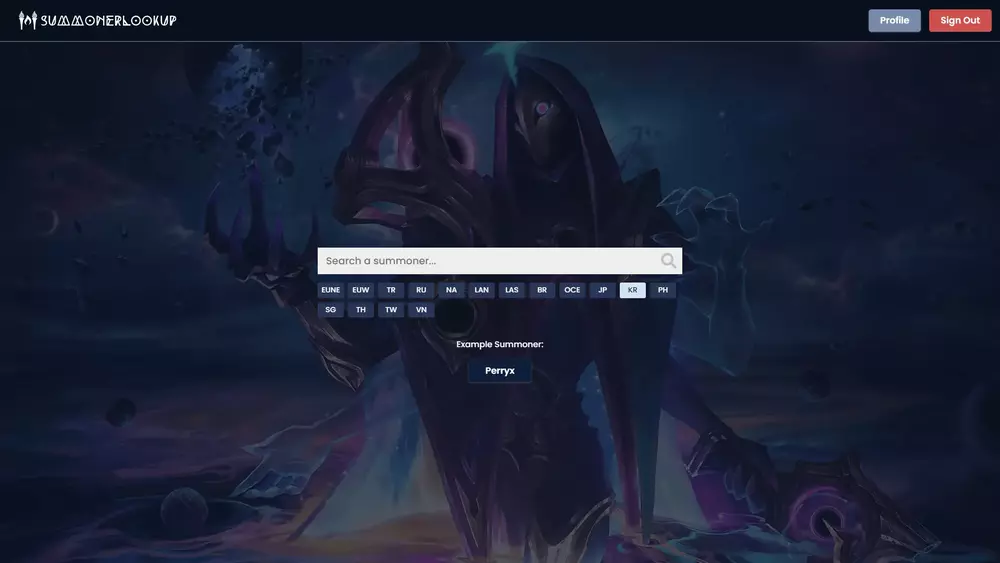 SUMMONERLOOKUP
Profile
Sign Out
Search a summoner...
EUNE EUW TR RU NA LAN LAS BR OCE JP KR PH
SG TH TW VN
Example Summoner:
Perryx